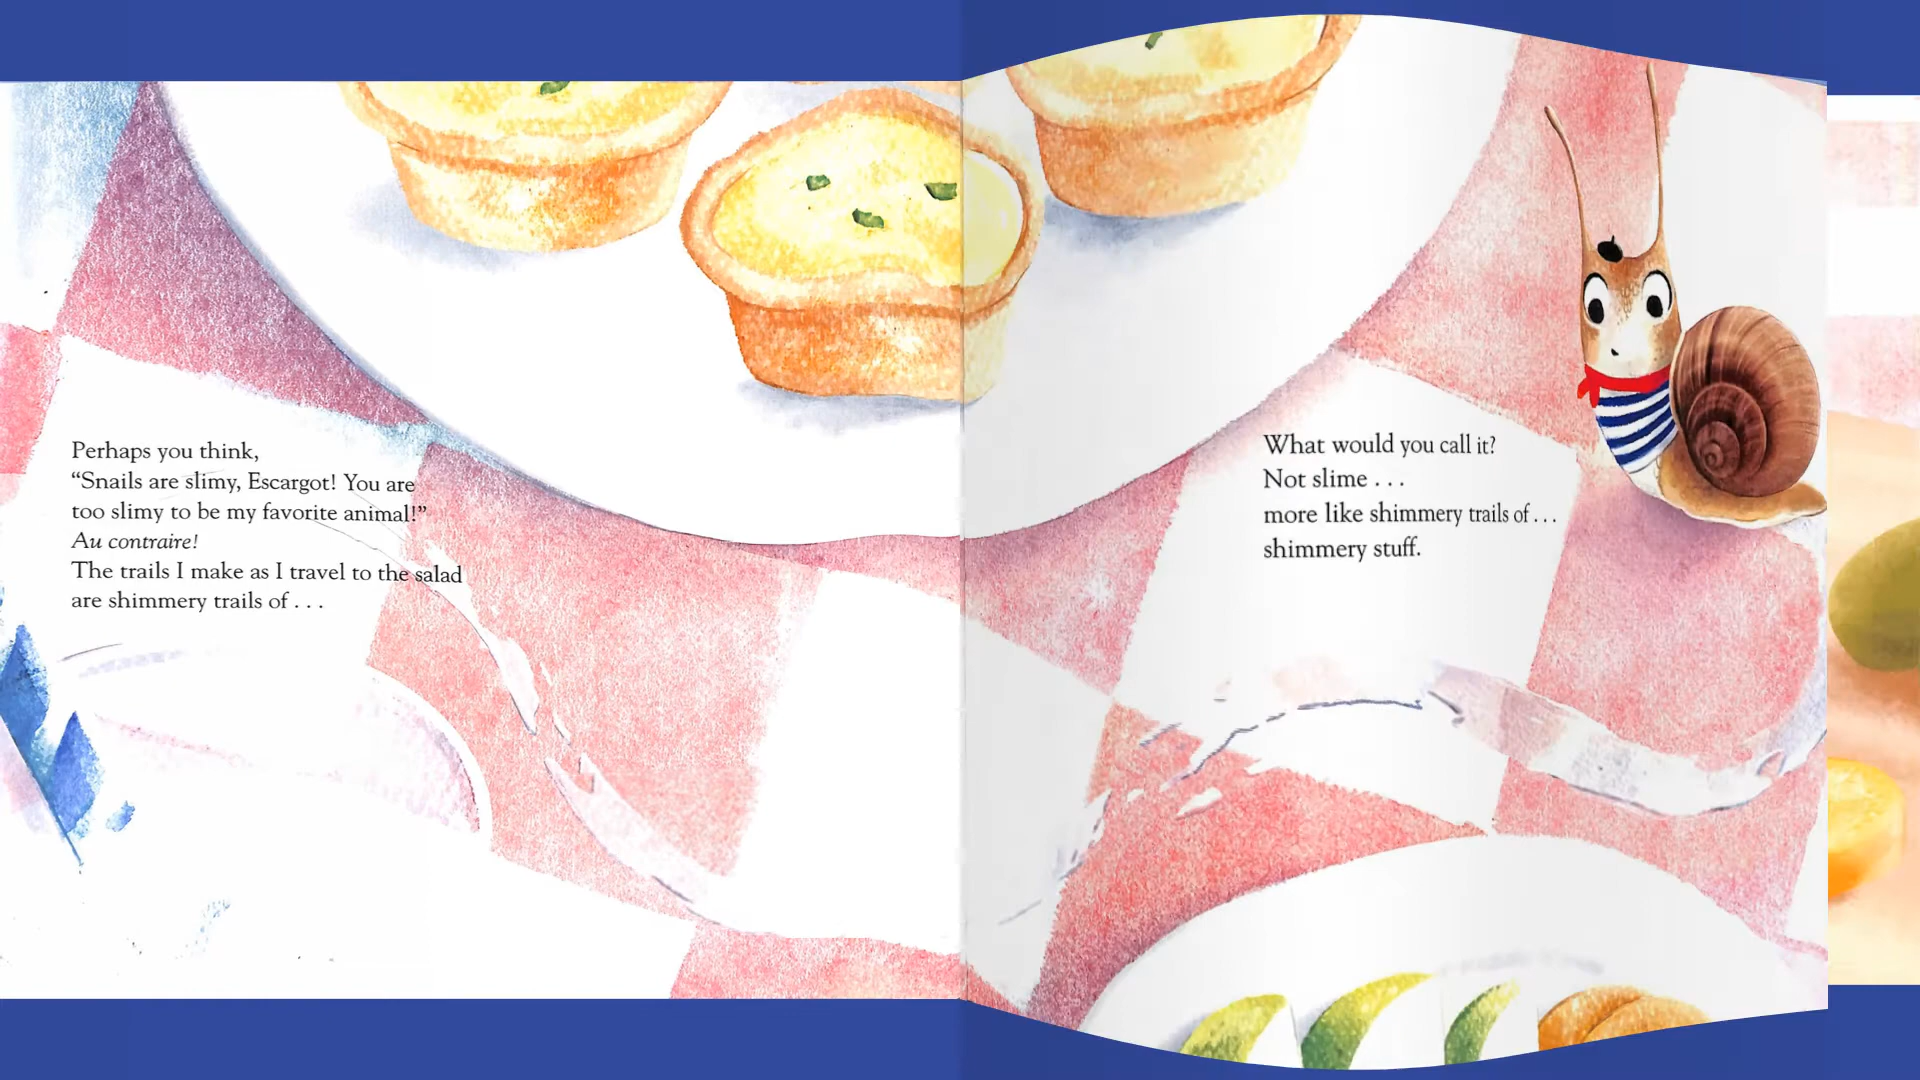 Perhaps you think,
“Snails are slimy, Escargot! You are
too slimy to be my favorite animal!”
Au contraire!
The trails I make as I travel to the salad
are shimmery trails of . . .
What would you call it?
Not slime . . .
more like shimmery trails of . . .
shimmery stuff.